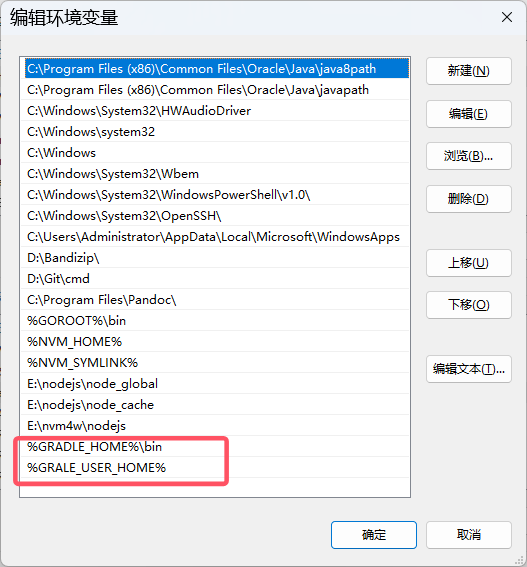 编辑环境变量
C:\Program Files (x86)\Common Files\Oracle\Java\java8path
C:\Program Files (x86)\Common Files\Oracle\Java\javapath
C:\Windows\System32\HWAudioDriver
C:\Windows\system32
C:\Windows
C:\Windows\System32\Wbem
C:\Windows\System32\WindowsPowerShell\v1.0\
C:\Windows\System32\OpenSSH\
C:\Users\Administrator\AppData\Local\Microsoft\WindowsApps
D:\Bandizip\
D:\Git\cmd
C:\Program Files\Pandoc\
%GOROOT%\bin
%NVM_HOME%
%NVM_SYMLINK%
E:\nodejs\node_global
E:\nodejs\node_cache
E:\nvm4w\nodejs
%GRADLE_HOME%\bin
%GRALE_USER_HOME%
新建(N)
编辑(E)
浏览(B)...
删除(D)
上移(U)
下移(O)
编辑文本(T)...
确定
取消